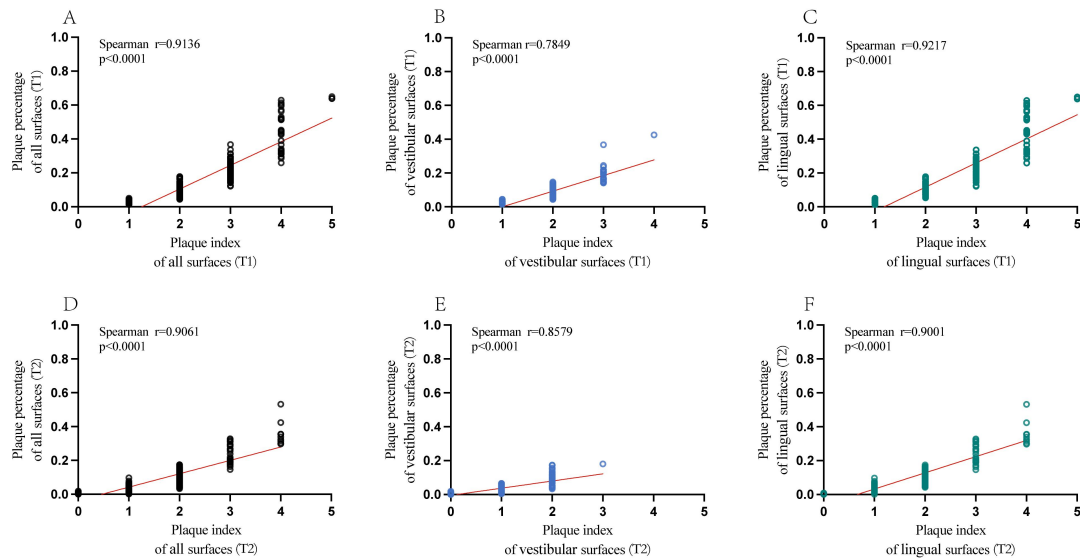 A
Spearman r=0.9136
p<0.0001
1.0
0.8
0.6
0.4
0.2
0.0
Plaque percentage
of all surfaces (T1)
0 1 2 3 4 5
Plaque index
of all surfaces (T1)
B
Spearman r=0.7849
p<0.0001
1.0
0.8
0.6
0.4
0.2
0.0
Plaque percentage
of vestibular surfaces (T1)
0 1 2 3 4 5
Plaque index
of vestibular surfaces (T1)
C
Spearman r=0.9217
p<0.0001
1.0
0.8
0.6
0.4
0.2
0.0
Plaque percentage
of lingual surfaces (T1)
0 1 2 3 4 5
Plaque index
of lingual surfaces (T1)
D
Spearman r=0.9061
p<0.0001
1.0
0.8
0.6
0.4
0.2
0.0
Plaque percentage
of all surfaces (T2)
0 1 2 3 4 5
Plaque index
of all surfaces (T2)
E
Spearman r=0.8579
p<0.0001
1.0
0.8
0.6
0.4
0.2
0.0
Plaque percentage
of vestibular surfaces (T2)
0 1 2 3 4 5
Plaque index
of vestibular surfaces (T2)
F
Spearman r=0.9001
p<0.0001
1.0
0.8
0.6
0.4
0.2
0.0
Plaque percentage
of lingual surfaces (T2)
0 1 2 3 4 5
Plaque index
of lingual surfaces (T2)